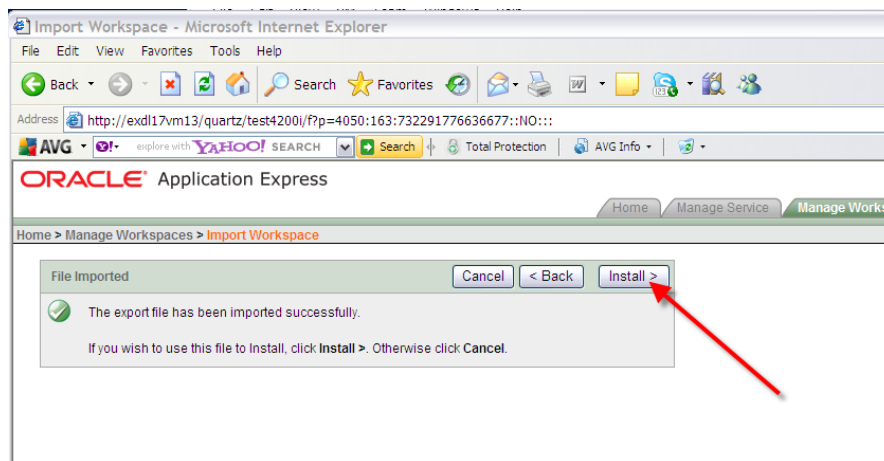 Import Workspace - Microsoft Internet Explorer
File Edit View Favorites Tools Help
Back Search Favorites
Address http://exdl17vm13/quartz/test4200i/f?p=4050:163:732291776636677::NO:::
AVG explore with YAHOO! SEARCH Search Total Protection AVG Info
ORACLE Application Express
Home Manage Service Manage Works
Home > Manage Workspaces > Import Workspace
File Imported Cancel < Back Install >
The export file has been imported successfully.
If you wish to use this file to Install, click Install >. Otherwise click Cancel.